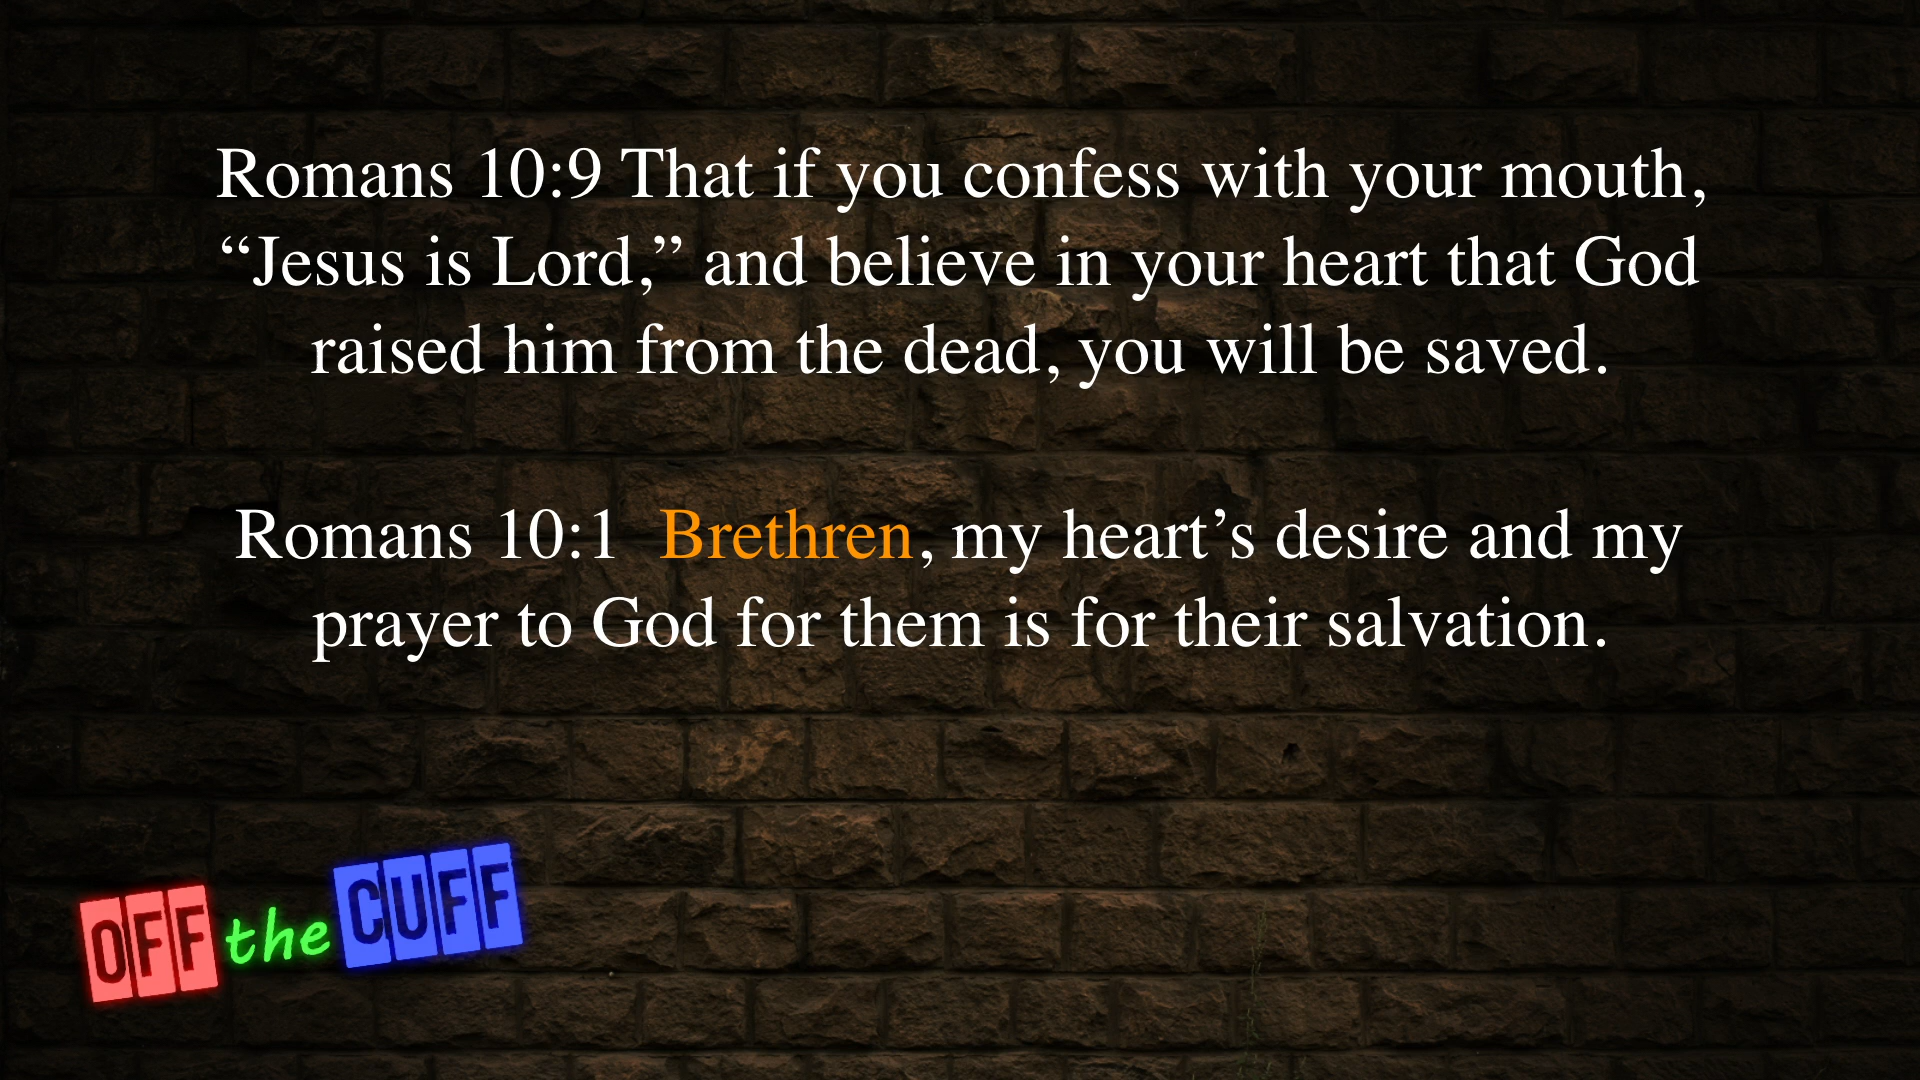 Romans 10:9 That if you confess with your mouth,
“Jesus is Lord,” and believe in your heart that God
raised him from the dead, you will be saved.
Romans 10:1 Brethren, my heart’s desire and my
prayer to God for them is for their salvation.
OFF the CUFF